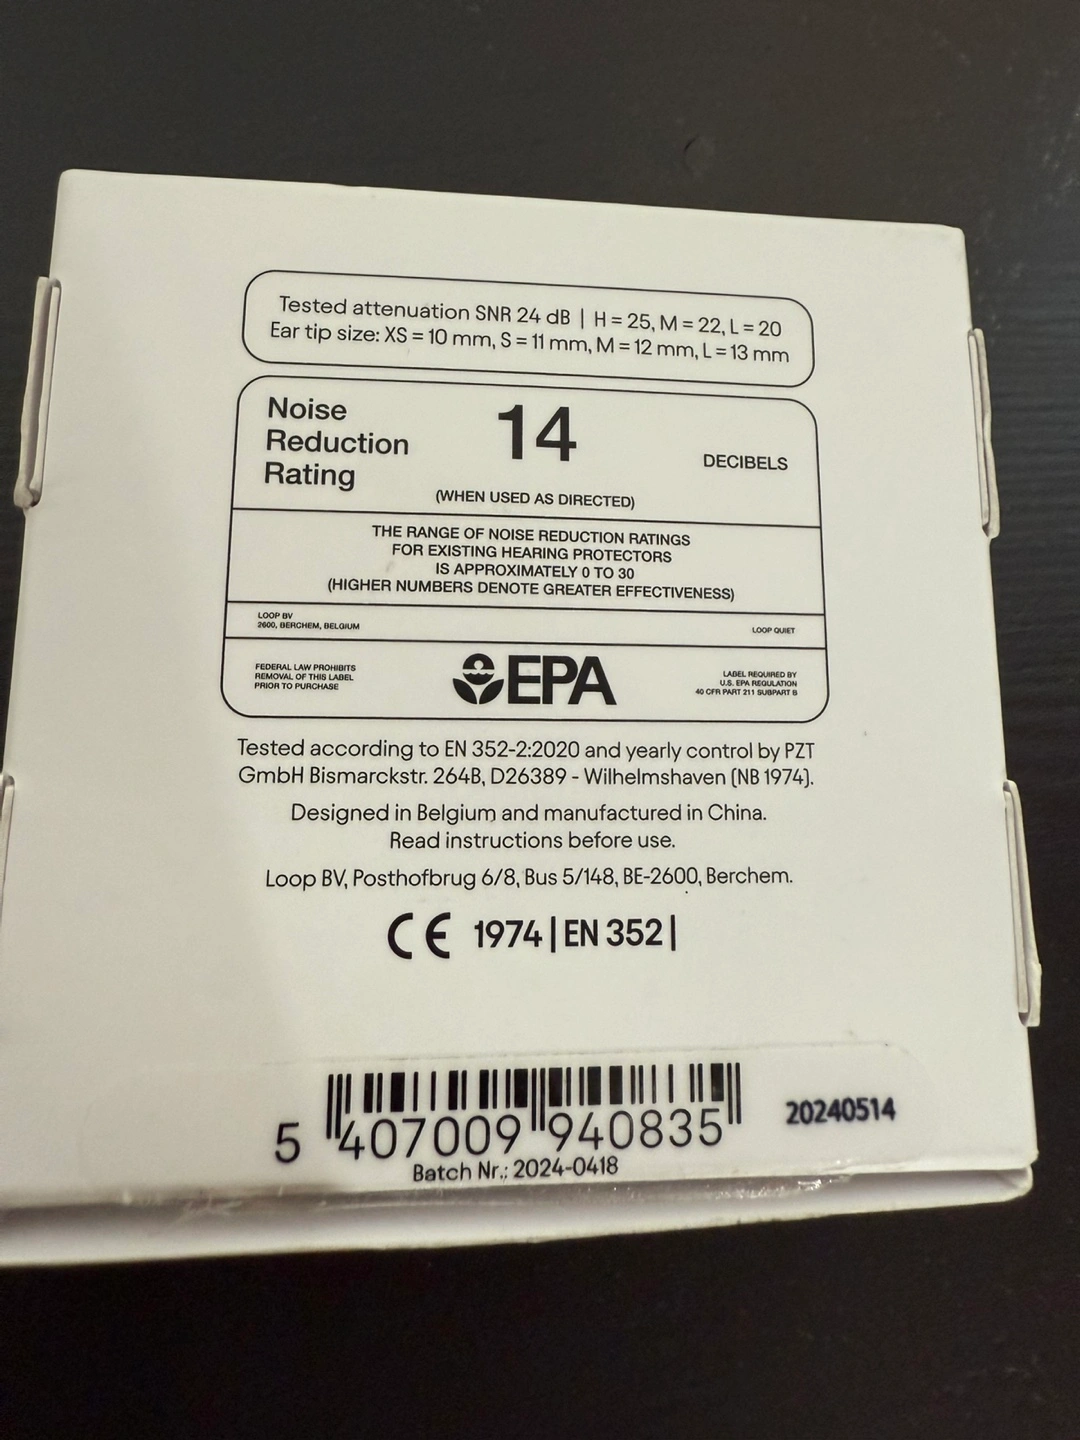 Tested attenuation SNR 24 dB | H = 25, M = 22, L = 20
Ear tip size: XS = 10 mm, S = 11 mm, M = 12 mm, L = 13 mm
Noise
Reduction
Rating
14
DECIBELS
(WHEN USED AS DIRECTED)
THE RANGE OF NOISE REDUCTION RATINGS
FOR EXISTING HEARING PROTECTORS
IS APPROXIMATELY 0 TO 30
(HIGHER NUMBERS DENOTE GREATER EFFECTIVENESS)
LOOP BV
2600, BERCHEM, BELGIUM
LOOP QUIET
FEDERAL LAW PROHIBITS
REMOVAL OF THIS LABEL
PRIOR TO PURCHASE
EPA
LABEL REQUIRED BY
U.S. EPA REGULATION
40 CFR PART 211 SUBPART B
Tested according to EN 352-2:2020 and yearly control by PZT
GmbH Bismarckstr. 264B, D26389 - Wilhelmshaven (NB 1974).
Designed in Belgium and manufactured in China.
Read instructions before use.
Loop BV, Posthofbrug 6/8, Bus 5/148, BE-2600, Berchem.
CE 1974 | EN 352 |
5 407009 940835
20240514
Batch Nr.: 2024-0418